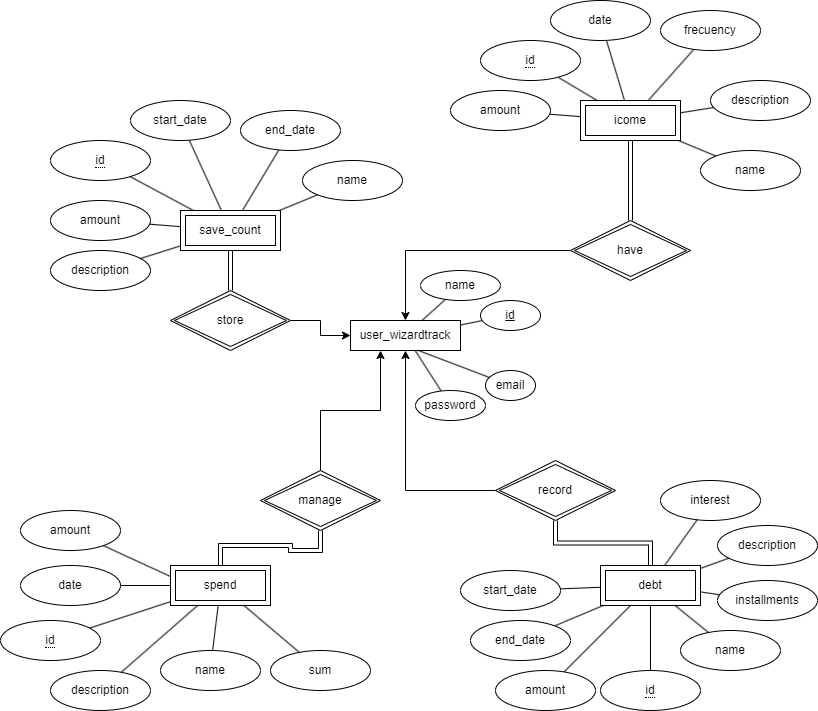 date
frecuency
id
amount
icome
description
name
have
start_date
end_date
id
name
amount
save_count
description
store
name
id
user_wizardtrack
email
password
manage
record
amount
date
spend
id
description
name
sum
interest
description
start_date
debt
installments
end_date
name
amount
id